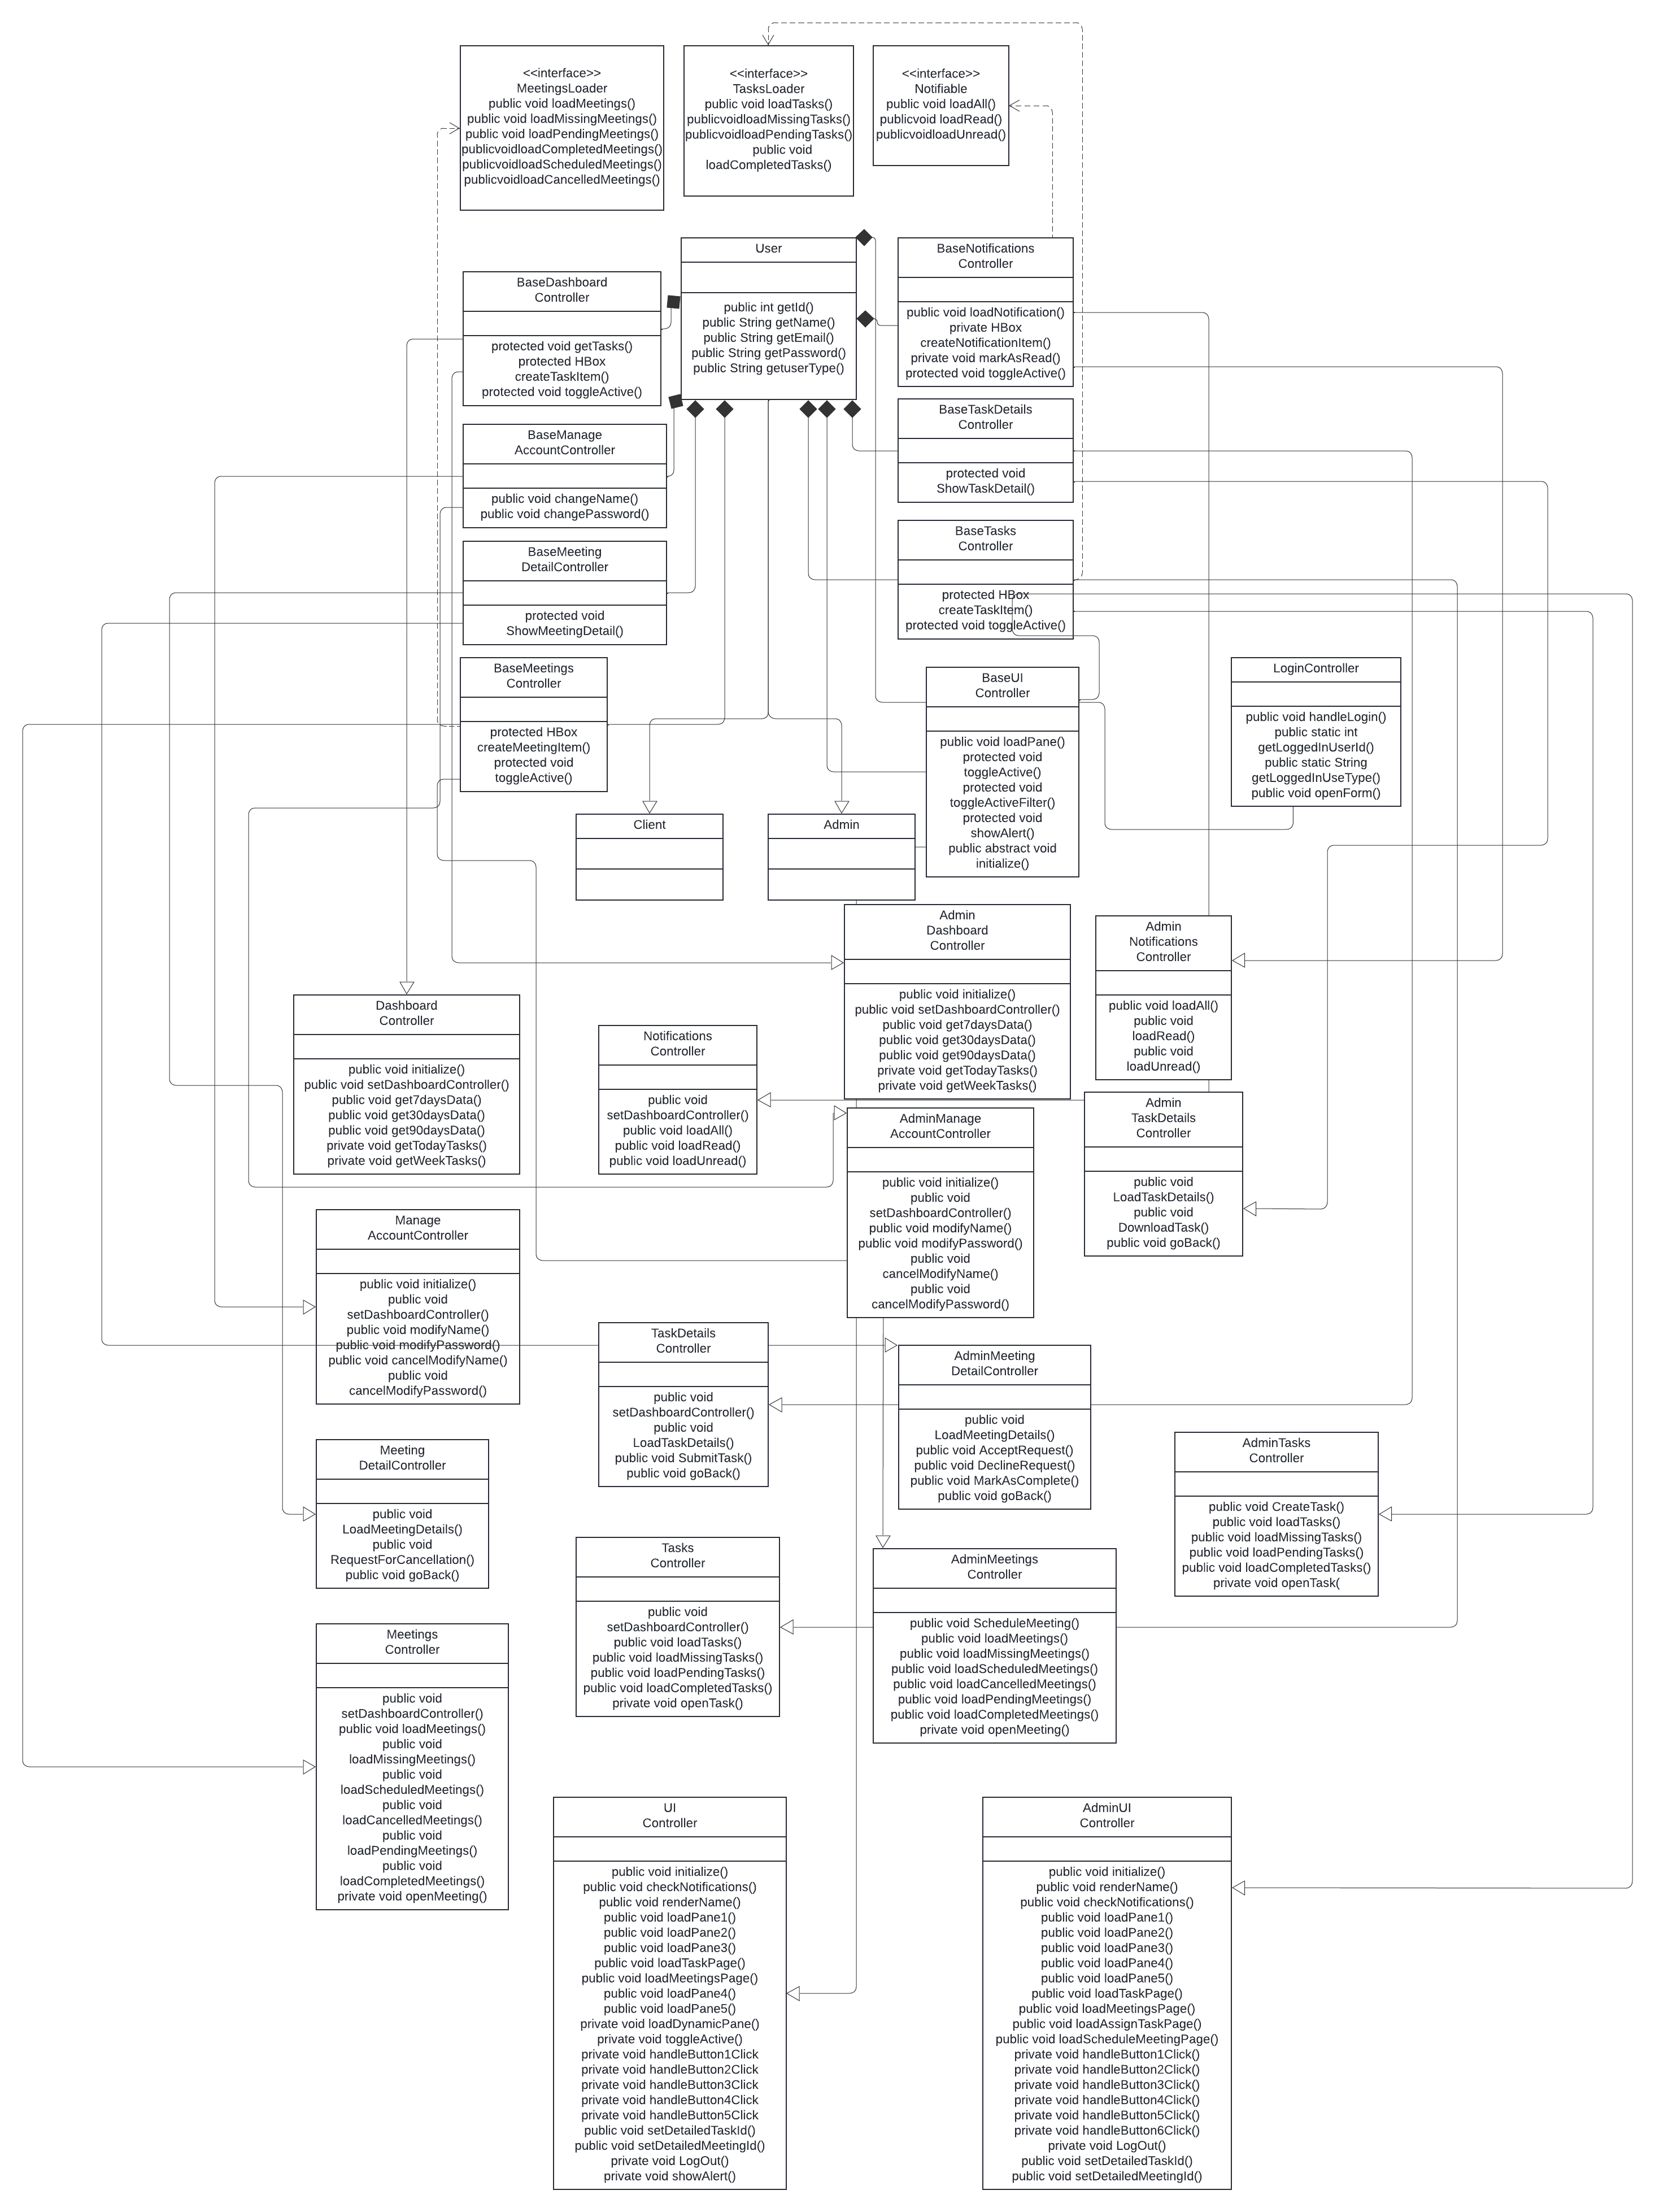 <<interface>>
MeetingsLoader
public void loadMeetings()
public void loadMissingMeetings()
public void loadPendingMeetings()
publicvoidloadCompletedMeetings()
publicvoidloadScheduledMeetings()
publicvoidloadCancelledMeetings()
<<interface>>
TasksLoader
public void loadTasks()
publicvoidloadMissingTasks()
publicvoidloadPendingTasks()
public void
loadCompletedTasks()
<<interface>>
Notifiable
public void loadAll()
publicvoid loadRead()
publicvoidloadUnread()
User
public int getId()
public String getName()
public String getEmail()
public String getPassword()
public String getuserType()
BaseNotifications
Controller
public void loadNotification()
private HBox
createNotificationItem()
private void markAsRead()
protected void toggleActive()
BaseDashboard
Controller
protected void getTasks()
protected HBox
createTaskItem()
protected void toggleActive()
BaseTaskDetails
Controller
protected void
ShowTaskDetail()
BaseManage
AccountController
public void changeName()
public void changePassword()
BaseTasks
Controller
protected HBox
createTaskItem()
protected void toggleActive()
BaseMeeting
DetailController
protected void
ShowMeetingDetail()
BaseMeetings
Controller
protected HBox
createMeetingItem()
protected void
toggleActive()
BaseUI
Controller
public void loadPane()
protected void
toggleActive()
protected void
toggleActiveFilter()
protected void
showAlert()
public abstract void
initialize()
LoginController
public void handleLogin()
public static int
getLoggedInUserId()
public static String
getLoggedInUseType()
public void openForm()
Client
Admin
Admin
Dashboard
Controller
public void initialize()
public void setDashboardController()
public void get7daysData()
public void get30daysData()
public void get90daysData()
private void getTodayTasks()
private void getWeekTasks()
Admin
Notifications
Controller
public void loadAll()
public void
loadRead()
public void
loadUnread()
Dashboard
Controller
public void initialize()
public void setDashboardController()
public void get7daysData()
public void get30daysData()
public void get90daysData()
private void getTodayTasks()
private void getWeekTasks()
Notifications
Controller
public void
setDashboardController()
public void loadAll()
public void loadRead()
public void loadUnread()
Admin
TaskDetails
Controller
public void
LoadTaskDetails()
public void
DownloadTask()
public void goBack()
AdminManage
AccountController
public void initialize()
public void
setDashboardController()
public void modifyName()
public void modifyPassword()
public void
cancelModifyName()
public void
cancelModifyPassword()
Manage
AccountController
public void initialize()
public void
setDashboardController()
public void modifyName()
public void modifyPassword()
public void cancelModifyName()
public void
cancelModifyPassword()
TaskDetails
Controller
public void
setDashboardController()
public void
LoadTaskDetails()
public void SubmitTask()
public void goBack()
AdminMeeting
DetailController
public void
LoadMeetingDetails()
public void AcceptRequest()
public void DeclineRequest()
public void MarkAsComplete()
public void goBack()
Meeting
DetailController
public void
LoadMeetingDetails()
public void
RequestForCancellation()
public void goBack()
AdminTasks
Controller
public void CreateTask()
public void loadTasks()
public void loadMissingTasks()
public void loadPendingTasks()
public void loadCompletedTasks()
private void openTask(
Tasks
Controller
public void
setDashboardController()
public void loadTasks()
public void loadMissingTasks()
public void loadPendingTasks()
public void loadCompletedTasks()
private void openTask()
AdminMeetings
Controller
public void ScheduleMeeting()
public void loadMeetings()
public void loadMissingMeetings()
public void loadScheduledMeetings()
public void loadCancelledMeetings()
public void loadPendingMeetings()
public void loadCompletedMeetings()
private void openMeeting()
Meetings
Controller
public void
setDashboardController()
public void loadMeetings()
public void
loadMissingMeetings()
public void
loadScheduledMeetings()
public void
loadCancelledMeetings()
public void
loadPendingMeetings()
public void
loadCompletedMeetings()
private void openMeeting()
UI
Controller
public void initialize()
public void checkNotifications()
public void renderName()
public void loadPane1()
public void loadPane2()
public void loadPane3()
public void loadTaskPage()
public void loadMeetingsPage()
public void loadPane4()
public void loadPane5()
private void loadDynamicPane()
private void toggleActive()
private void handleButton1Click
private void handleButton2Click
private void handleButton3Click
private void handleButton4Click
private void handleButton5Click
public void setDetailedTaskId()
public void setDetailedMeetingId()
private void LogOut()
private void showAlert()
AdminUI
Controller
public void initialize()
public void renderName()
public void checkNotifications()
public void loadPane1()
public void loadPane2()
public void loadPane3()
public void loadPane4()
public void loadPane5()
public void loadTaskPage()
public void loadMeetingsPage()
public void loadAssignTaskPage()
public void loadScheduleMeetingPage()
private void handleButton1Click()
private void handleButton2Click()
private void handleButton3Click()
private void handleButton4Click()
private void handleButton5Click()
private void handleButton6Click()
private void LogOut()
public void setDetailedTaskId()
public void setDetailedMeetingId()